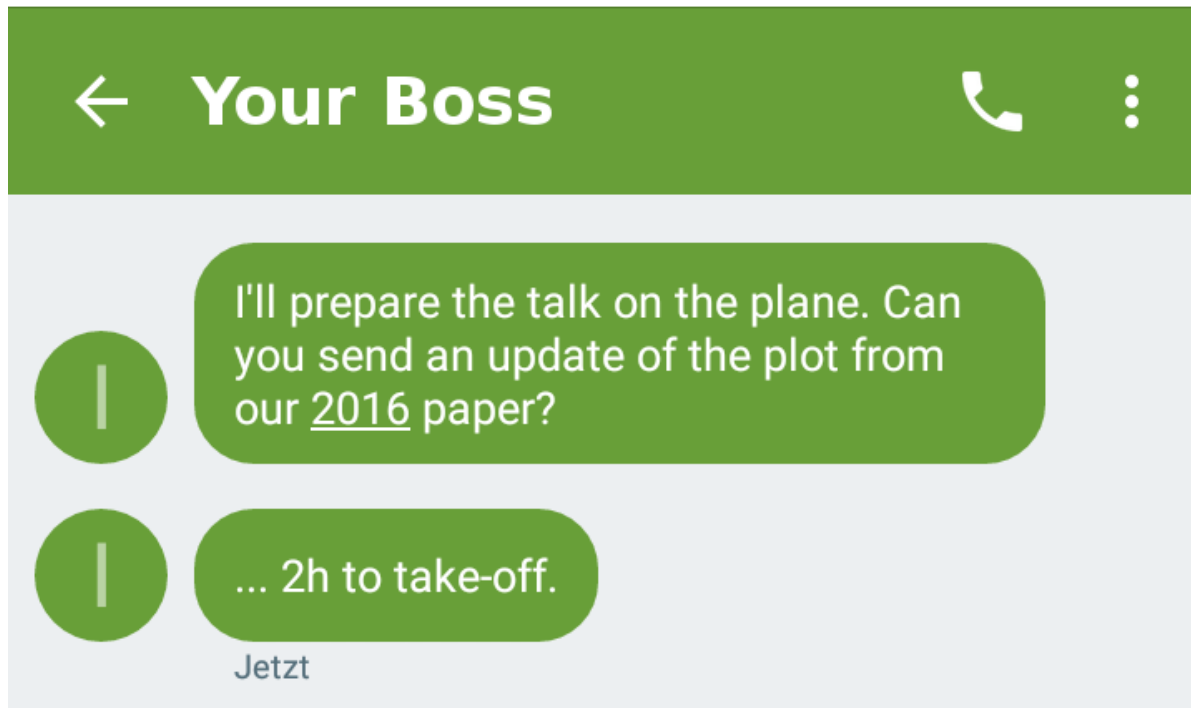 Your Boss
I'll prepare the talk on the plane. Can
you send an update of the plot from
our 2016 paper?
... 2h to take-off.
Jetzt